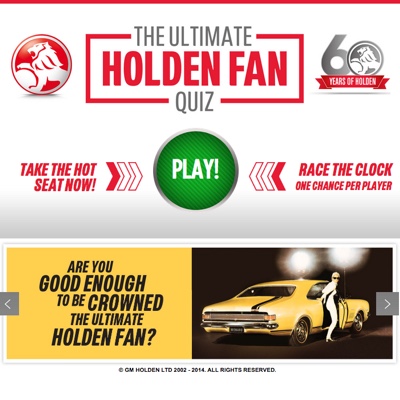 THE ULTIMATE
HOLDEN FAN
QUIZ
60
YEARS OF HOLDEN
TAKE THE HOT
SEAT NOW!
PLAY!
RACE THE CLOCK
ONE CHANCE PER PLAYER
ARE YOU
GOOD ENOUGH
TO BE CROWNED
THE ULTIMATE
HOLDEN FAN?
© GM HOLDEN LTD 2002 - 2014. ALL RIGHTS RESERVED.